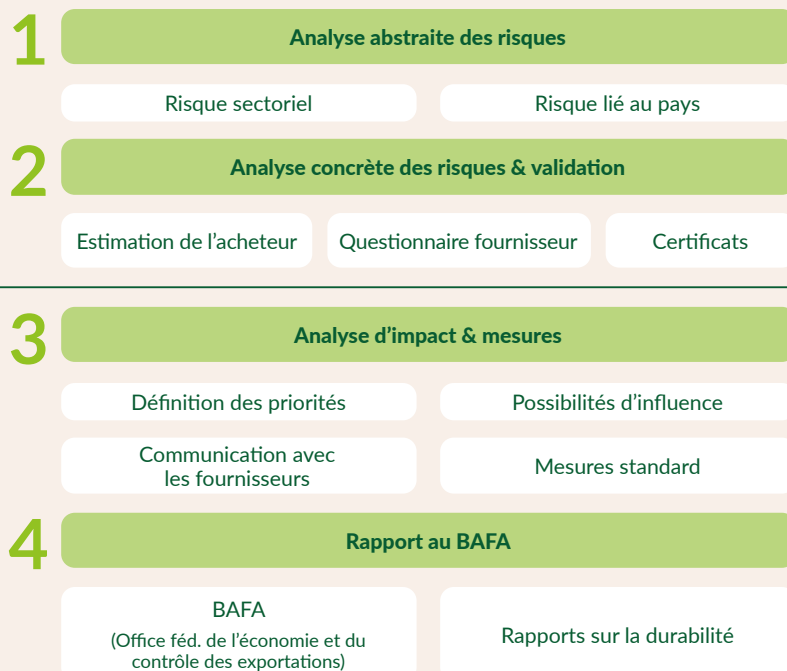 1
Analyse abstraite des risques
Risque sectoriel
Risque lié au pays
2
Analyse concrète des risques & validation
Estimation de l’acheteur
Questionnaire fournisseur
Certificats
3
Analyse d’impact & mesures
Définition des priorités
Possibilités d’influence
Communication avec
les fournisseurs
Mesures standard
4
Rapport au BAFA
BAFA
(Office féd. de l’économie et du
contrôle des exportations)
Rapports sur la durabilité